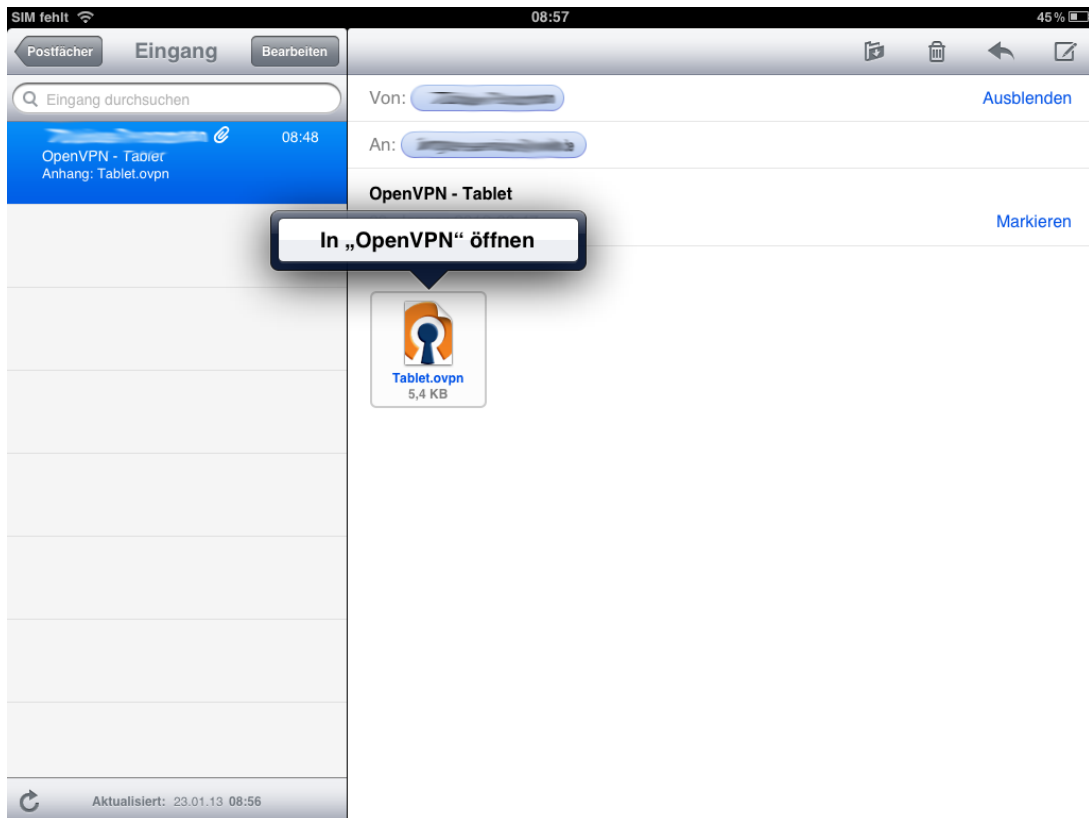 SIM fehlt 08:57 45 %
Postfächer Eingang Bearbeiten
Eingang durchsuchen
08:48
OpenVPN - Tablet
Anhang: Tablet.ovpn
Von: Ausblenden
An:
OpenVPN - Tablet
Markieren
In „OpenVPN“ öffnen
Tablet.ovpn
5,4 KB
Aktualisiert: 23.01.13 08:56